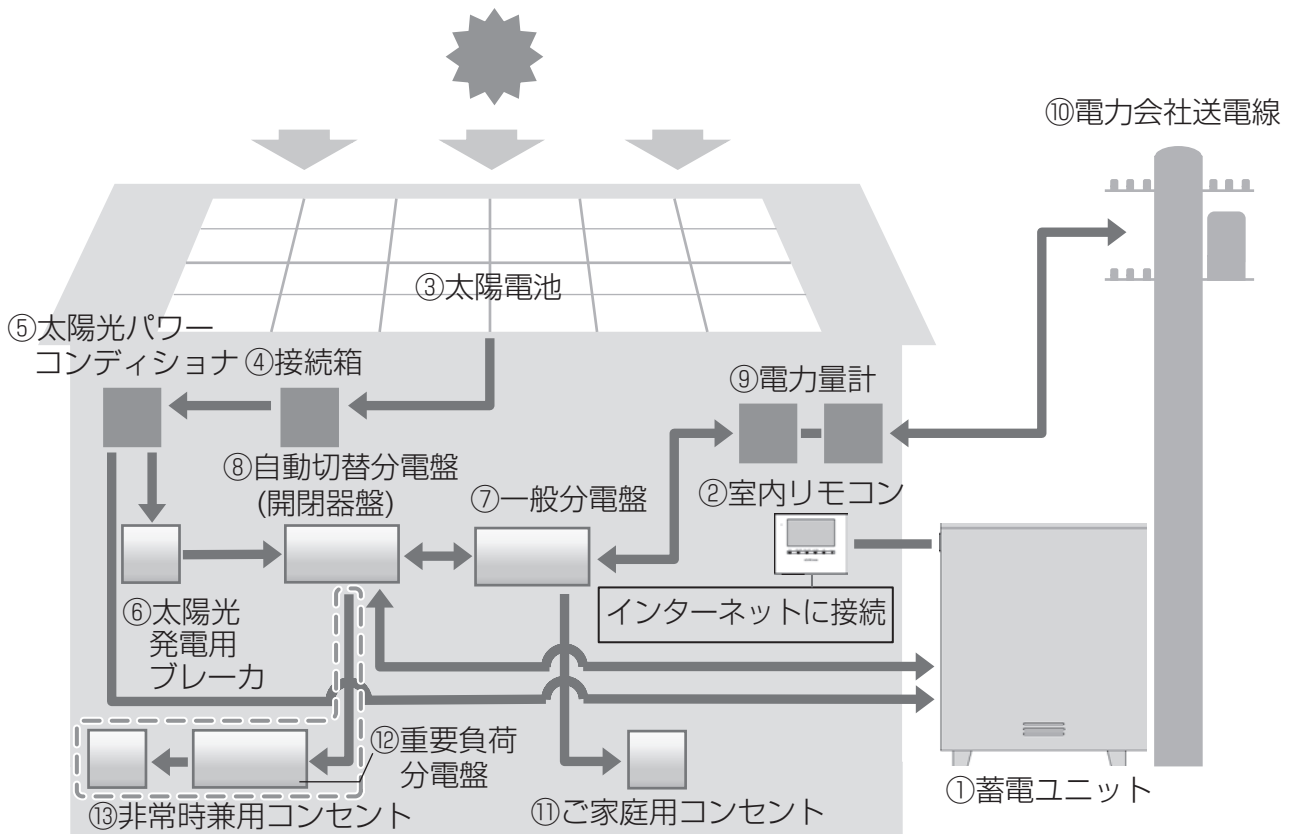 ⑩電力会社送電線
③太陽電池
⑤太陽光パワー
コンディショナ
④接続箱
⑨電力量計
⑧自動切替分電盤
(開閉器盤)
⑦一般分電盤
②室内リモコン
インターネットに接続
⑥太陽光
発電用
ブレーカ
⑫重要負荷
分電盤
①蓄電ユニット
⑬非常時兼用コンセント
⑪ご家庭用コンセント